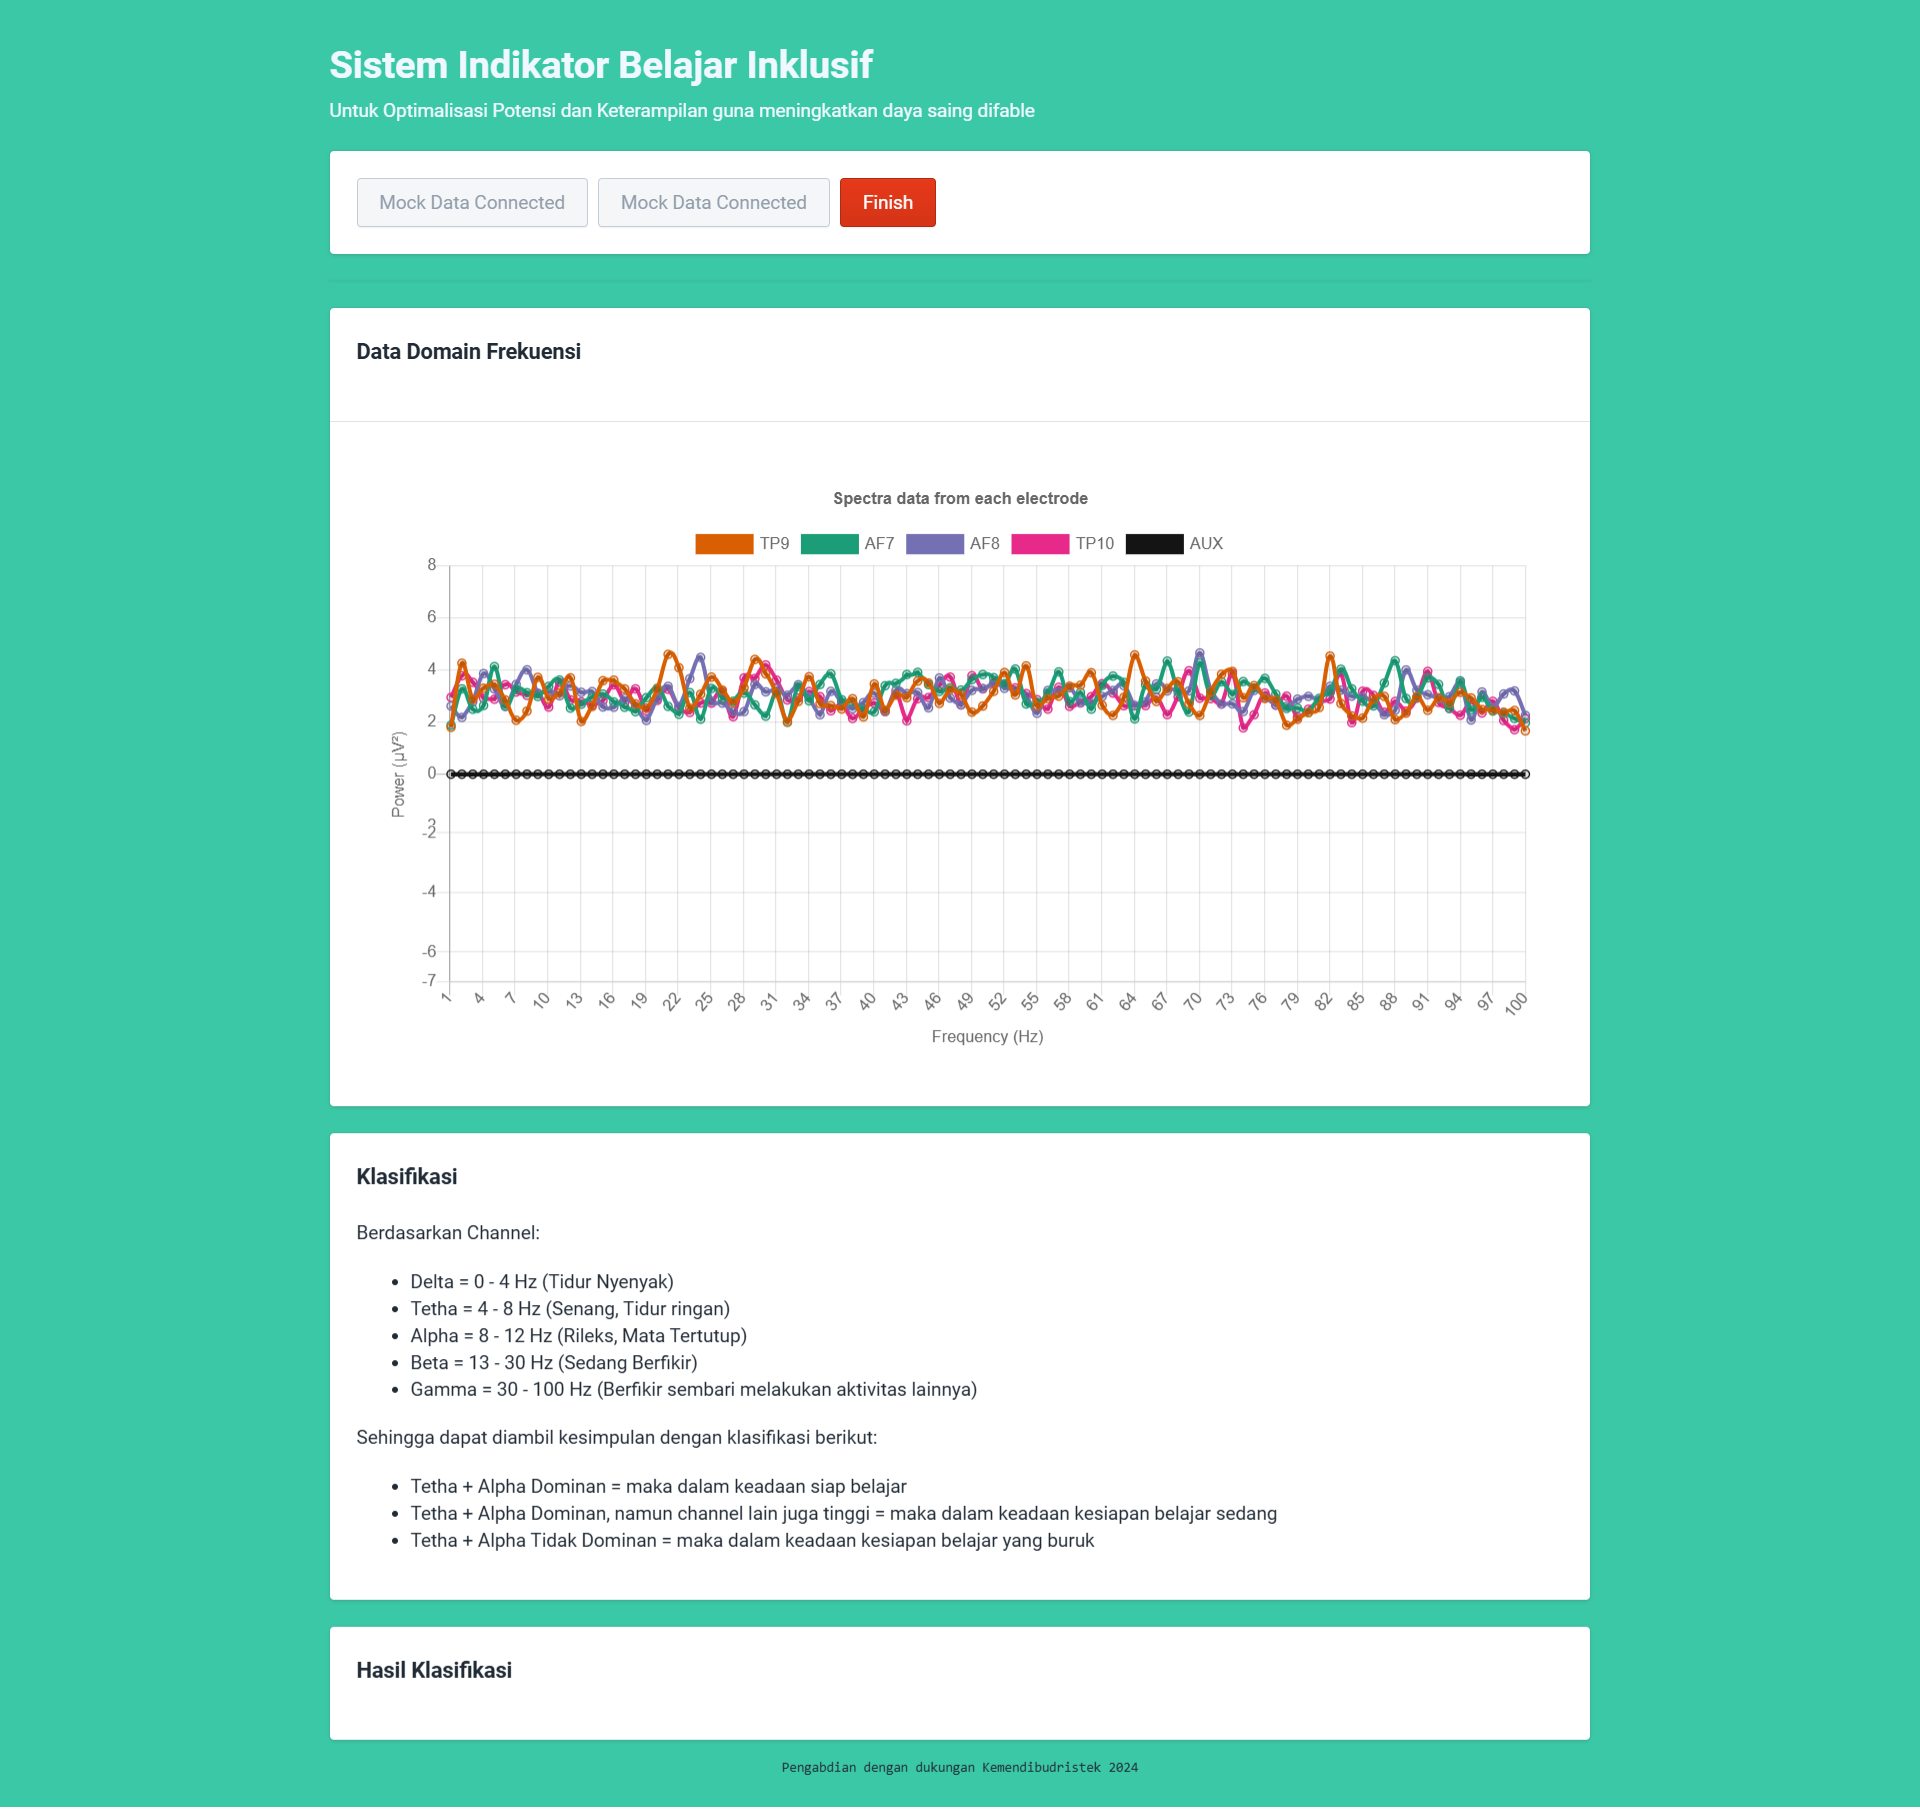 Sistem Indikator Belajar Inklusif
Untuk Optimalisasi Potensi dan Keterampilan guna meningkatkan daya saing difable
Mock Data Connected Mock Data Connected Finish
Data Domain Frekuensi
Spectra data from each electrode
TP9 AF7 AF8 TP10 AUX
8
6
4
2
0
-2
-4
-6
-7
Power (μV²)
1 4 7 10 13 16 19 22 25 28 31 34 37 40 43 46 49 52 55 58 61 64 67 70 73 76 79 82 85 88 91 94 97 100
Frequency (Hz)
Klasifikasi
Berdasarkan Channel:
• Delta = 0 - 4 Hz (Tidur Nyenyak)
• Tetha = 4 - 8 Hz (Senang, Tidur ringan)
• Alpha = 8 - 12 Hz (Rileks, Mata Tertutup)
• Beta = 13 - 30 Hz (Sedang Berfikir)
• Gamma = 30 - 100 Hz (Berfikir sembari melakukan aktivitas lainnya)
Sehingga dapat diambil kesimpulan dengan klasifikasi berikut:
• Tetha + Alpha Dominan = maka dalam keadaan siap belajar
• Tetha + Alpha Dominan, namun channel lain juga tinggi = maka dalam keadaan kesiapan belajar sedang
• Tetha + Alpha Tidak Dominan = maka dalam keadaan kesiapan belajar yang buruk
Hasil Klasifikasi
Pengabdian dengan dukungan Kemendibudristek 2024